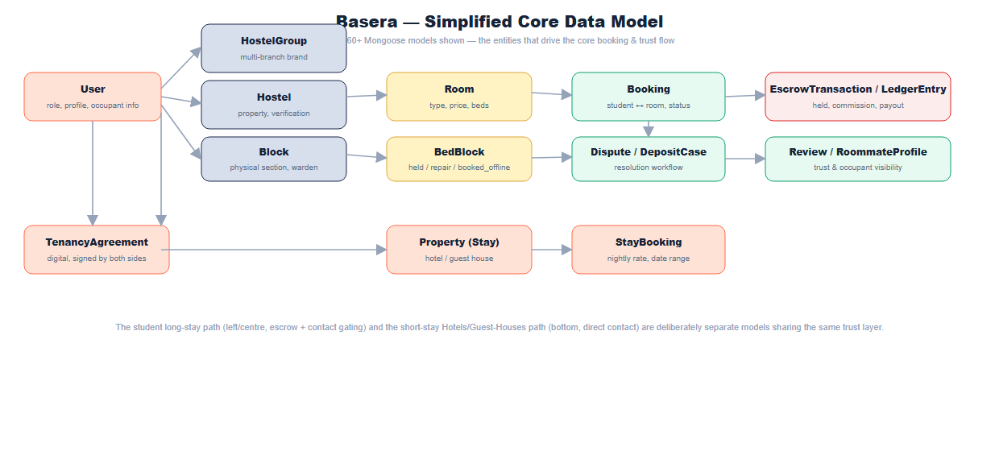 Basera — Simplified Core Data Model
60+ Mongoose models shown — the entities that drive the core booking & trust flow
HostelGroup
multi-branch brand
User
role, profile, occupant info
Hostel
property, verification
Room
type, price, beds
Booking
student ↔ room, status
EscrowTransaction / LedgerEntry
held, commission, payout
Block
physical section, warden
BedBlock
held / repair / booked_offline
Dispute / DepositCase
resolution workflow
Review / RoommateProfile
trust & occupant visibility
TenancyAgreement
digital, signed by both sides
Property (Stay)
hotel / guest house
StayBooking
nightly rate, date range
The student long-stay path (left/centre, escrow + contact gating) and the short-stay Hotels/Guest-Houses path (bottom, direct contact) are deliberately separate models sharing the same trust layer.